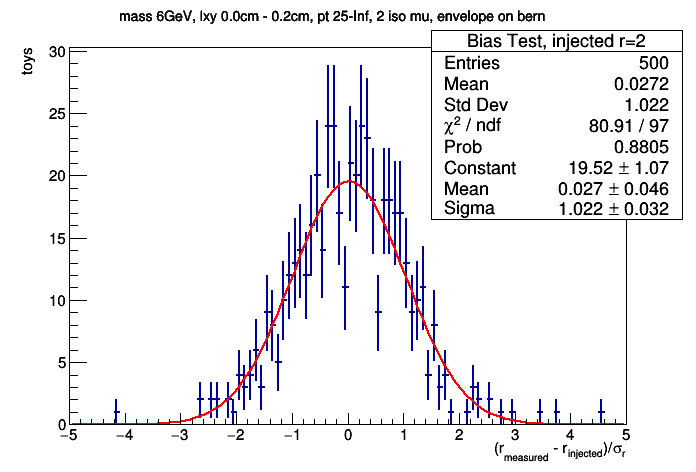 mass 6GeV, lxy 0.0cm - 0.2cm, pt 25-Inf, 2 iso mu, envelope on bern
Bias Test, injected r=2
Entries 500
Mean 0.0272
Std Dev 1.022
χ² / ndf 80.91 / 97
Prob 0.8805
Constant 19.52 ± 1.07
Mean 0.027 ± 0.046
Sigma 1.022 ± 0.032
toys
30
25
20
15
10
5
0
−5 −4 −3 −2 −1 0 1 2 3 4 5
(r_measured - r_injected)/σ_r